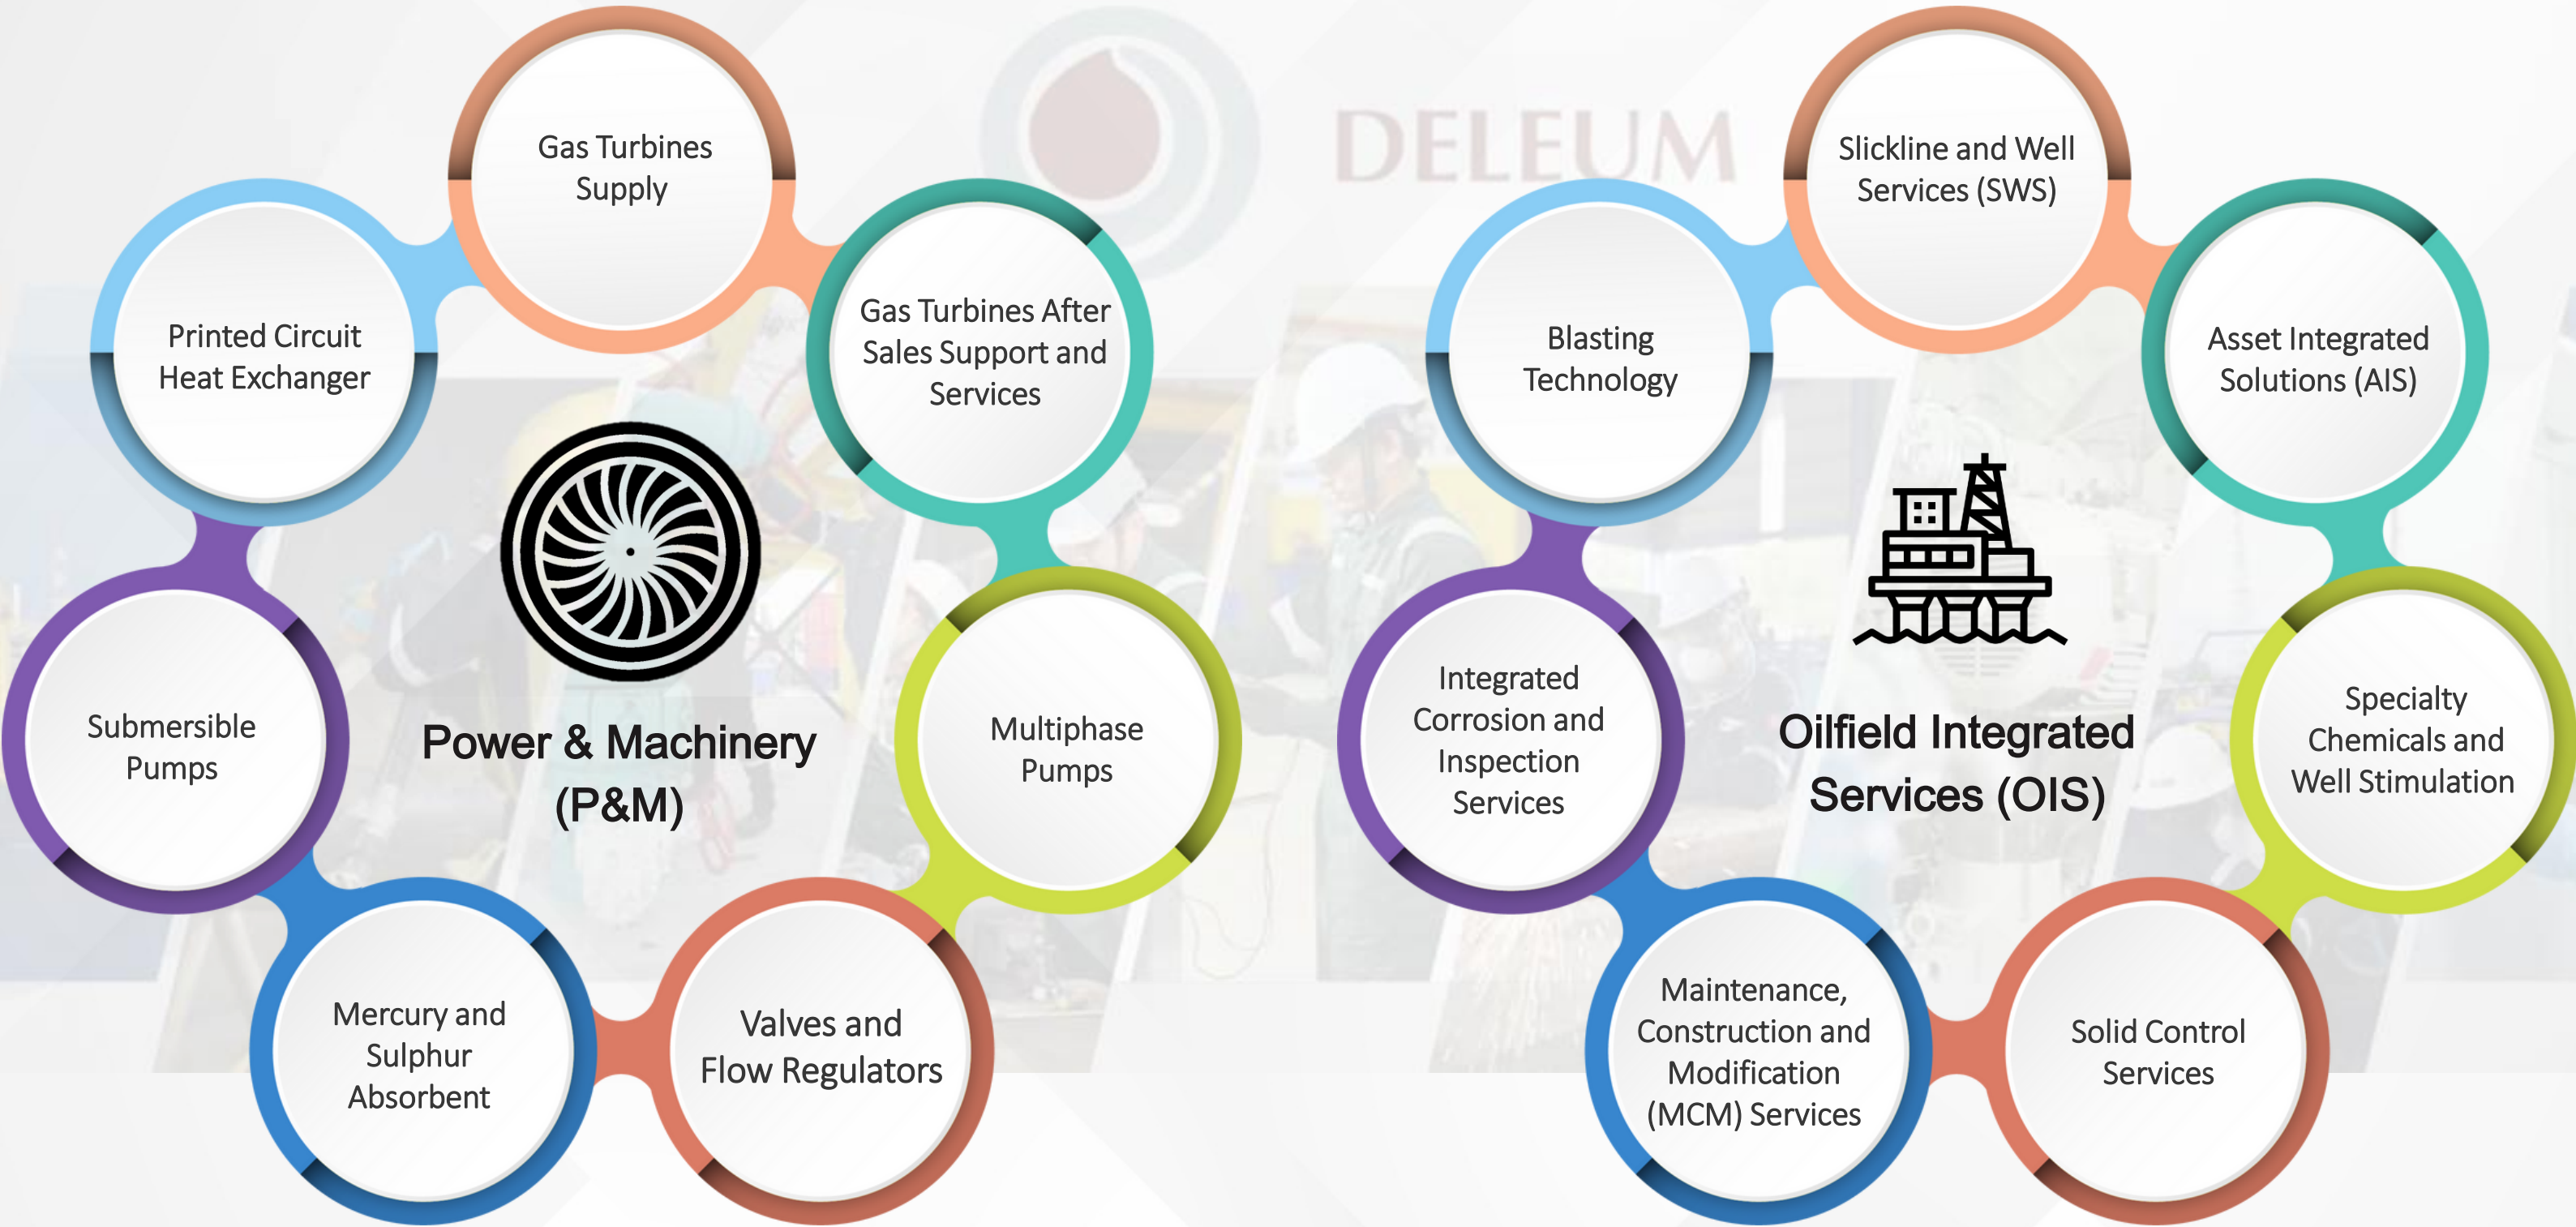 DELEUM
Gas Turbines
Supply
Gas Turbines After
Sales Support and
Services
Multiphase
Pumps
Valves and
Flow Regulators
Mercury and
Sulphur
Absorbent
Submersible
Pumps
Printed Circuit
Heat Exchanger
Power & Machinery
(P&M)
Slickline and Well
Services (SWS)
Asset Integrated
Solutions (AIS)
Specialty
Chemicals and
Well Stimulation
Solid Control
Services
Maintenance,
Construction and
Modification
(MCM) Services
Integrated
Corrosion and
Inspection
Services
Blasting
Technology
Oilfield Integrated
Services (OIS)